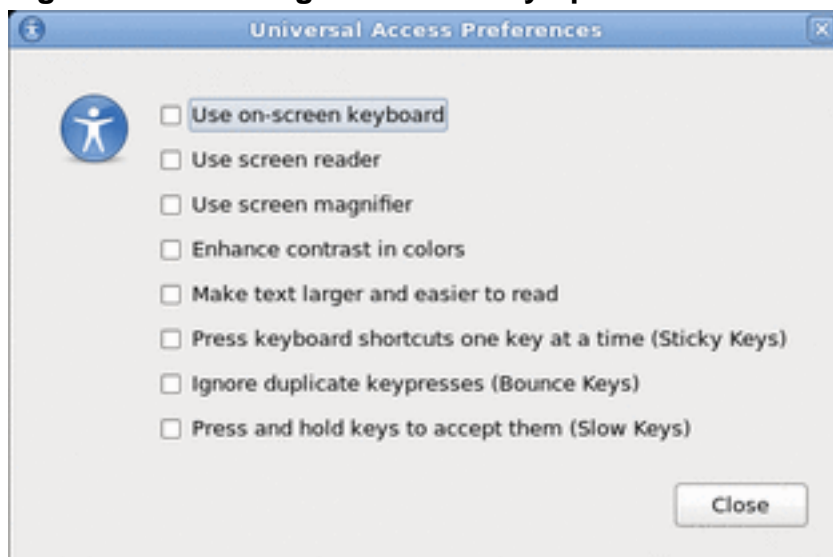 Universal Access Preferences
Use on-screen keyboard
Use screen reader
Use screen magnifier
Enhance contrast in colors
Make text larger and easier to read
Press keyboard shortcuts one key at a time (Sticky Keys)
Ignore duplicate keypresses (Bounce Keys)
Press and hold keys to accept them (Slow Keys)
Close